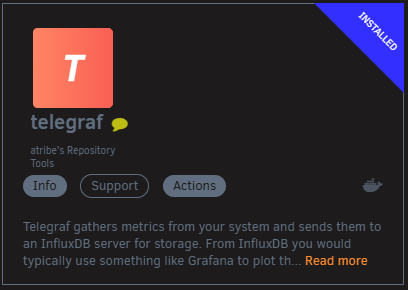 INSTALLED
T
telegraf
atribe's Repository
Tools
Info
Support
Actions
Telegraf gathers metrics from your system and sends them to
an InfluxDB server for storage. From InfluxDB you would
typically use something like Grafana to plot th... Read more